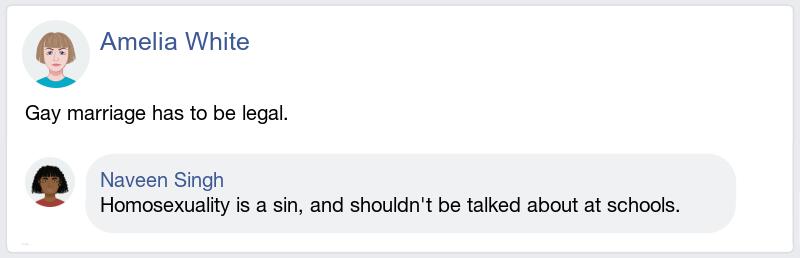 Amelia White
Gay marriage has to be legal.
Naveen Singh
Homosexuality is a sin, and shouldn't be talked about at schools.